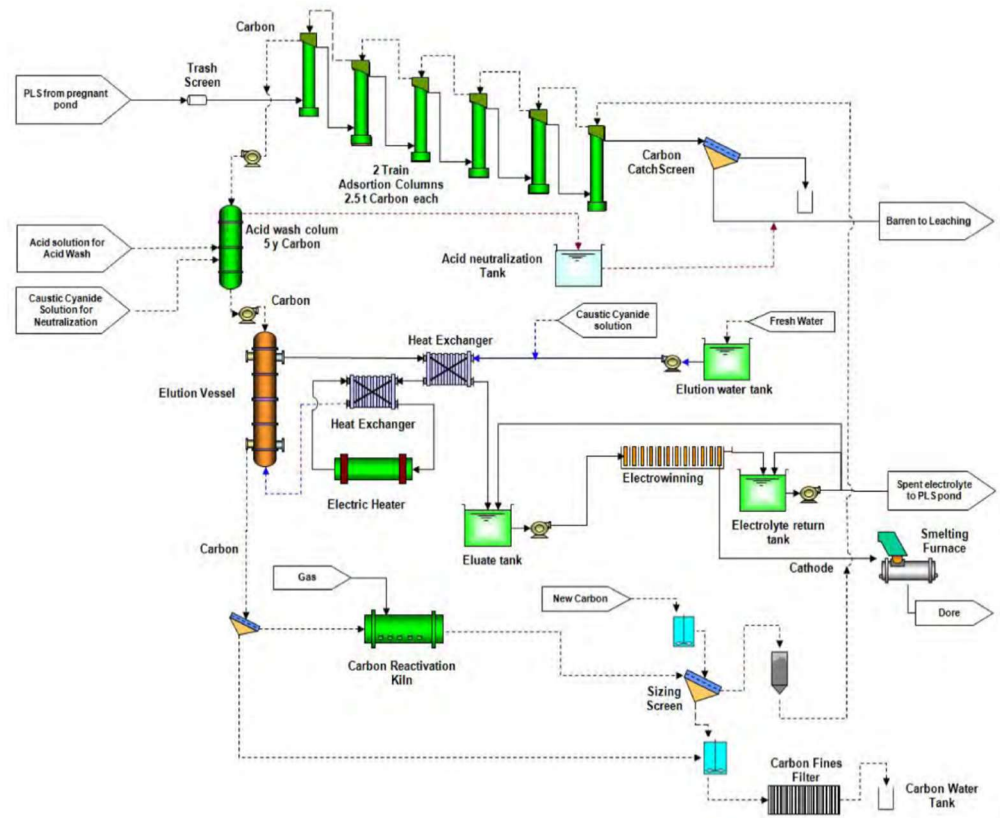 Carbon
Trash
Screen
PLS from pregnant
pond
2 Train
Adsortion Columns
2.5 t Carbon each
Carbon
Catch Screen
Barren to Leaching
Acid wash colum
5 y Carbon
Acid solution for
Acid Wash
Acid neutralization
Tank
Caustic Cyanide
Solution for
Neutralization
Carbon
Caustic Cyanide
solution
Fresh Water
Heat Exchanger
Elution Vessel
Elution water tank
Heat Exchanger
Electric Heater
Electrowinning
Spent electrolyte
to PLS pond
Electrolyte return
tank
Smelting
Furnace
Eluate tank
Carbon
Cathode
Gas
New Carbon
Dore
Carbon Reactivation
Kiln
Sizing
Screen
Carbon Fines
Filter
Carbon Water
Tank